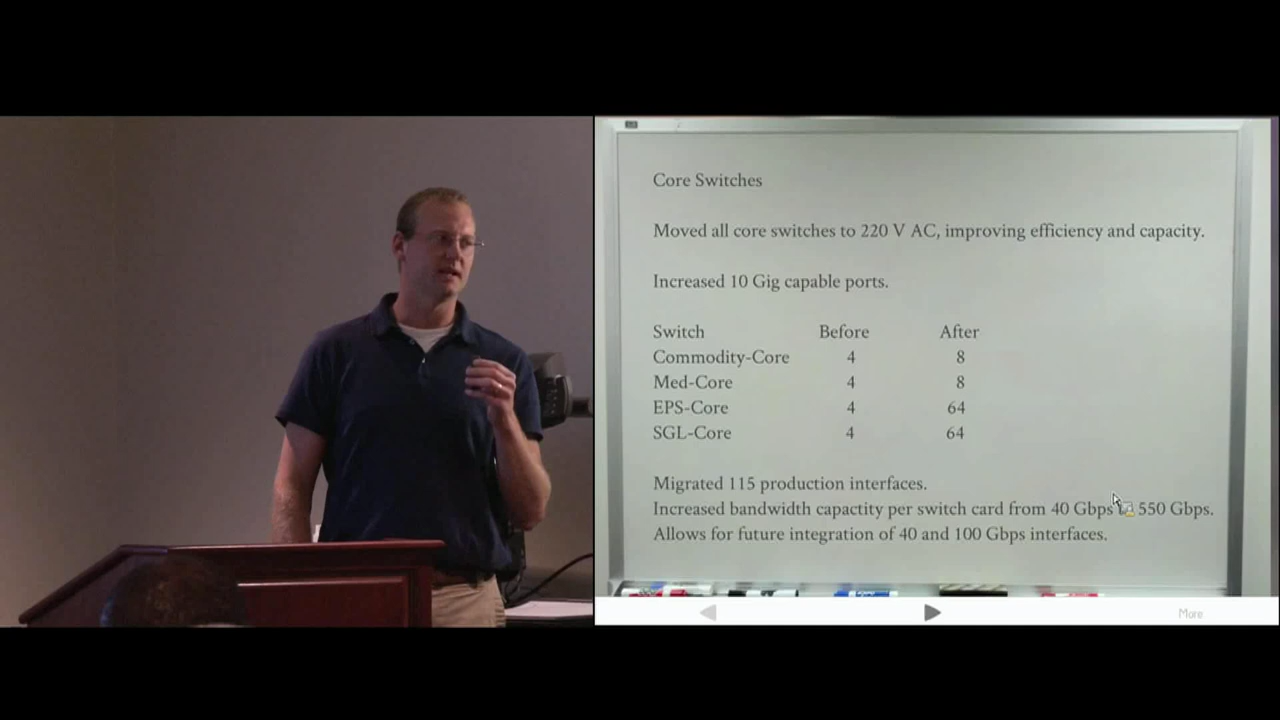 Core Switches
Moved all core switches to 220 V AC, improving efficiency and capacity.
Increased 10 Gig capable ports.
Switch Before After
Commodity-Core 4 8
Med-Core 4 8
EPS-Core 4 64
SGL-Core 4 64
Migrated 115 production interfaces.
Increased bandwidth capactity per switch card from 40 Gbps 550 Gbps.
Allows for future integration of 40 and 100 Gbps interfaces.
More